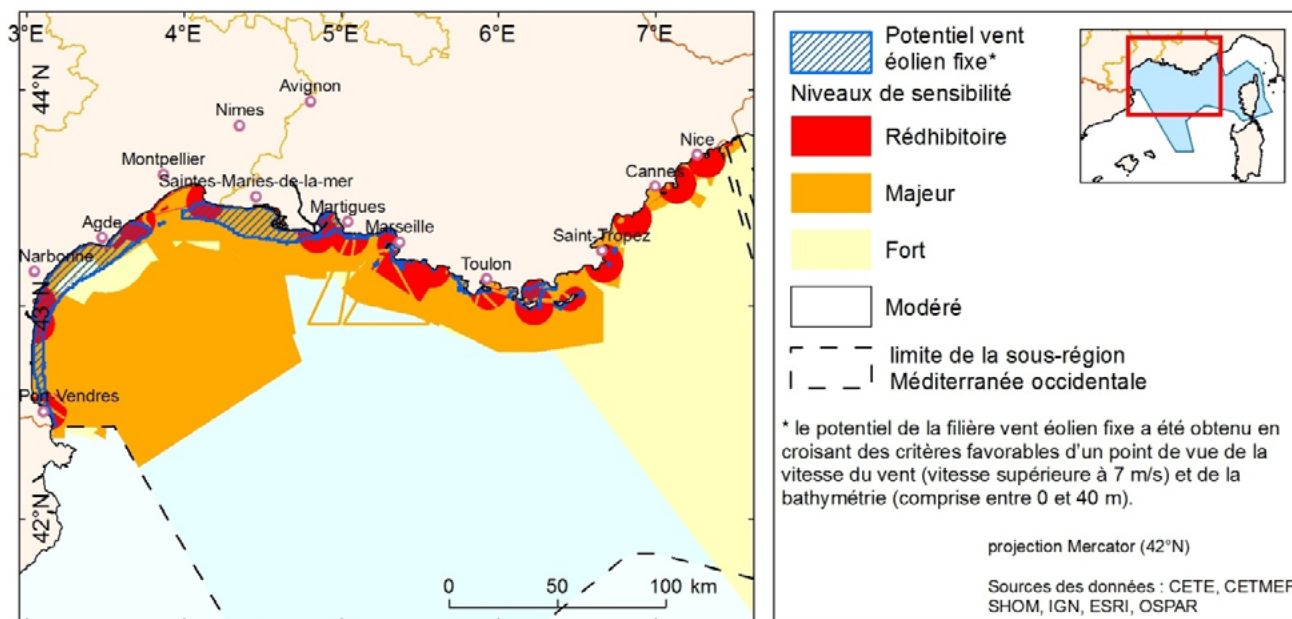 3°E
4°E
5°E
6°E
7°E
44°N
43°N
42°N
Avignon
Nimes
Montpellier
Saintes-Maries-de-la-mer
Martigues
Marseille
Agde
Narbonne
Port-Vendres
Toulon
Saint-Tropez
Cannes
Nice
0 50 100 km
Potentiel vent
éolien fixe*
Niveaux de sensibilité
Rédhibitoire
Majeur
Fort
Modéré
limite de la sous-région
Méditerranée occidentale
* le potentiel de la filière vent éolien fixe a été obtenu en
croisant des critères favorables d'un point de vue de la
vitesse du vent (vitesse supérieure à 7 m/s) et de la
bathymétrie (comprise entre 0 et 40 m).
projection Mercator (42°N)
Sources des données : CETE, CETMEF
SHOM, IGN, ESRI, OSPAR